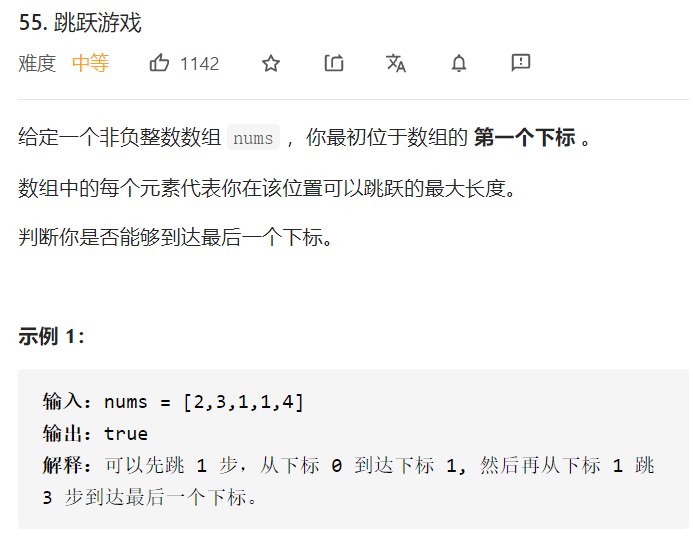 55. 跳跃游戏
难度 中等 1142
给定一个非负整数数组 nums ，你最初位于数组的 第一个下标 。
数组中的每个元素代表你在该位置可以跳跃的最大长度。
判断你是否能够到达最后一个下标。
示例 1：
输入：nums = [2,3,1,1,4]
输出：true
解释：可以先跳 1 步，从下标 0 到达下标 1, 然后再从下标 1 跳
3 步到达最后一个下标。